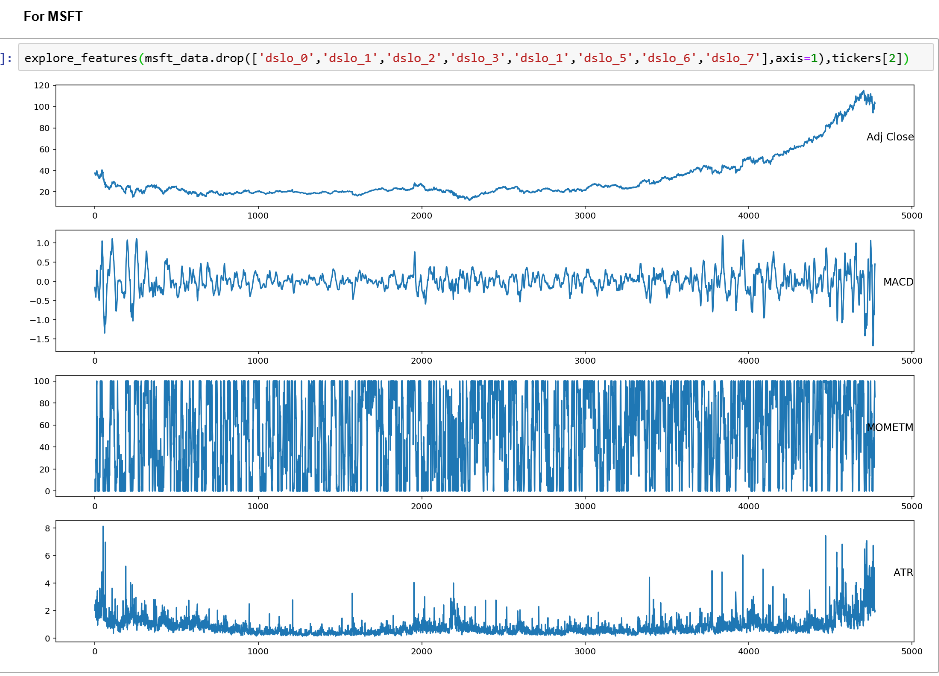 For MSFT
]: explore_features(msft_data.drop(['dslo_0','dslo_1','dslo_2','dslo_3','dslo_1','dslo_5','dslo_6','dslo_7'],axis=1),tickers[2])
120
100
80
60
40
20
Adj Close
0 1000 2000 3000 4000 5000
1.0
0.5
0.0
−0.5
−1.0
−1.5
MACD
0 1000 2000 3000 4000 5000
100
80
60
40
20
0
MOMETM
0 1000 2000 3000 4000 5000
8
6
4
2
0
ATR
0 1000 2000 3000 4000 5000